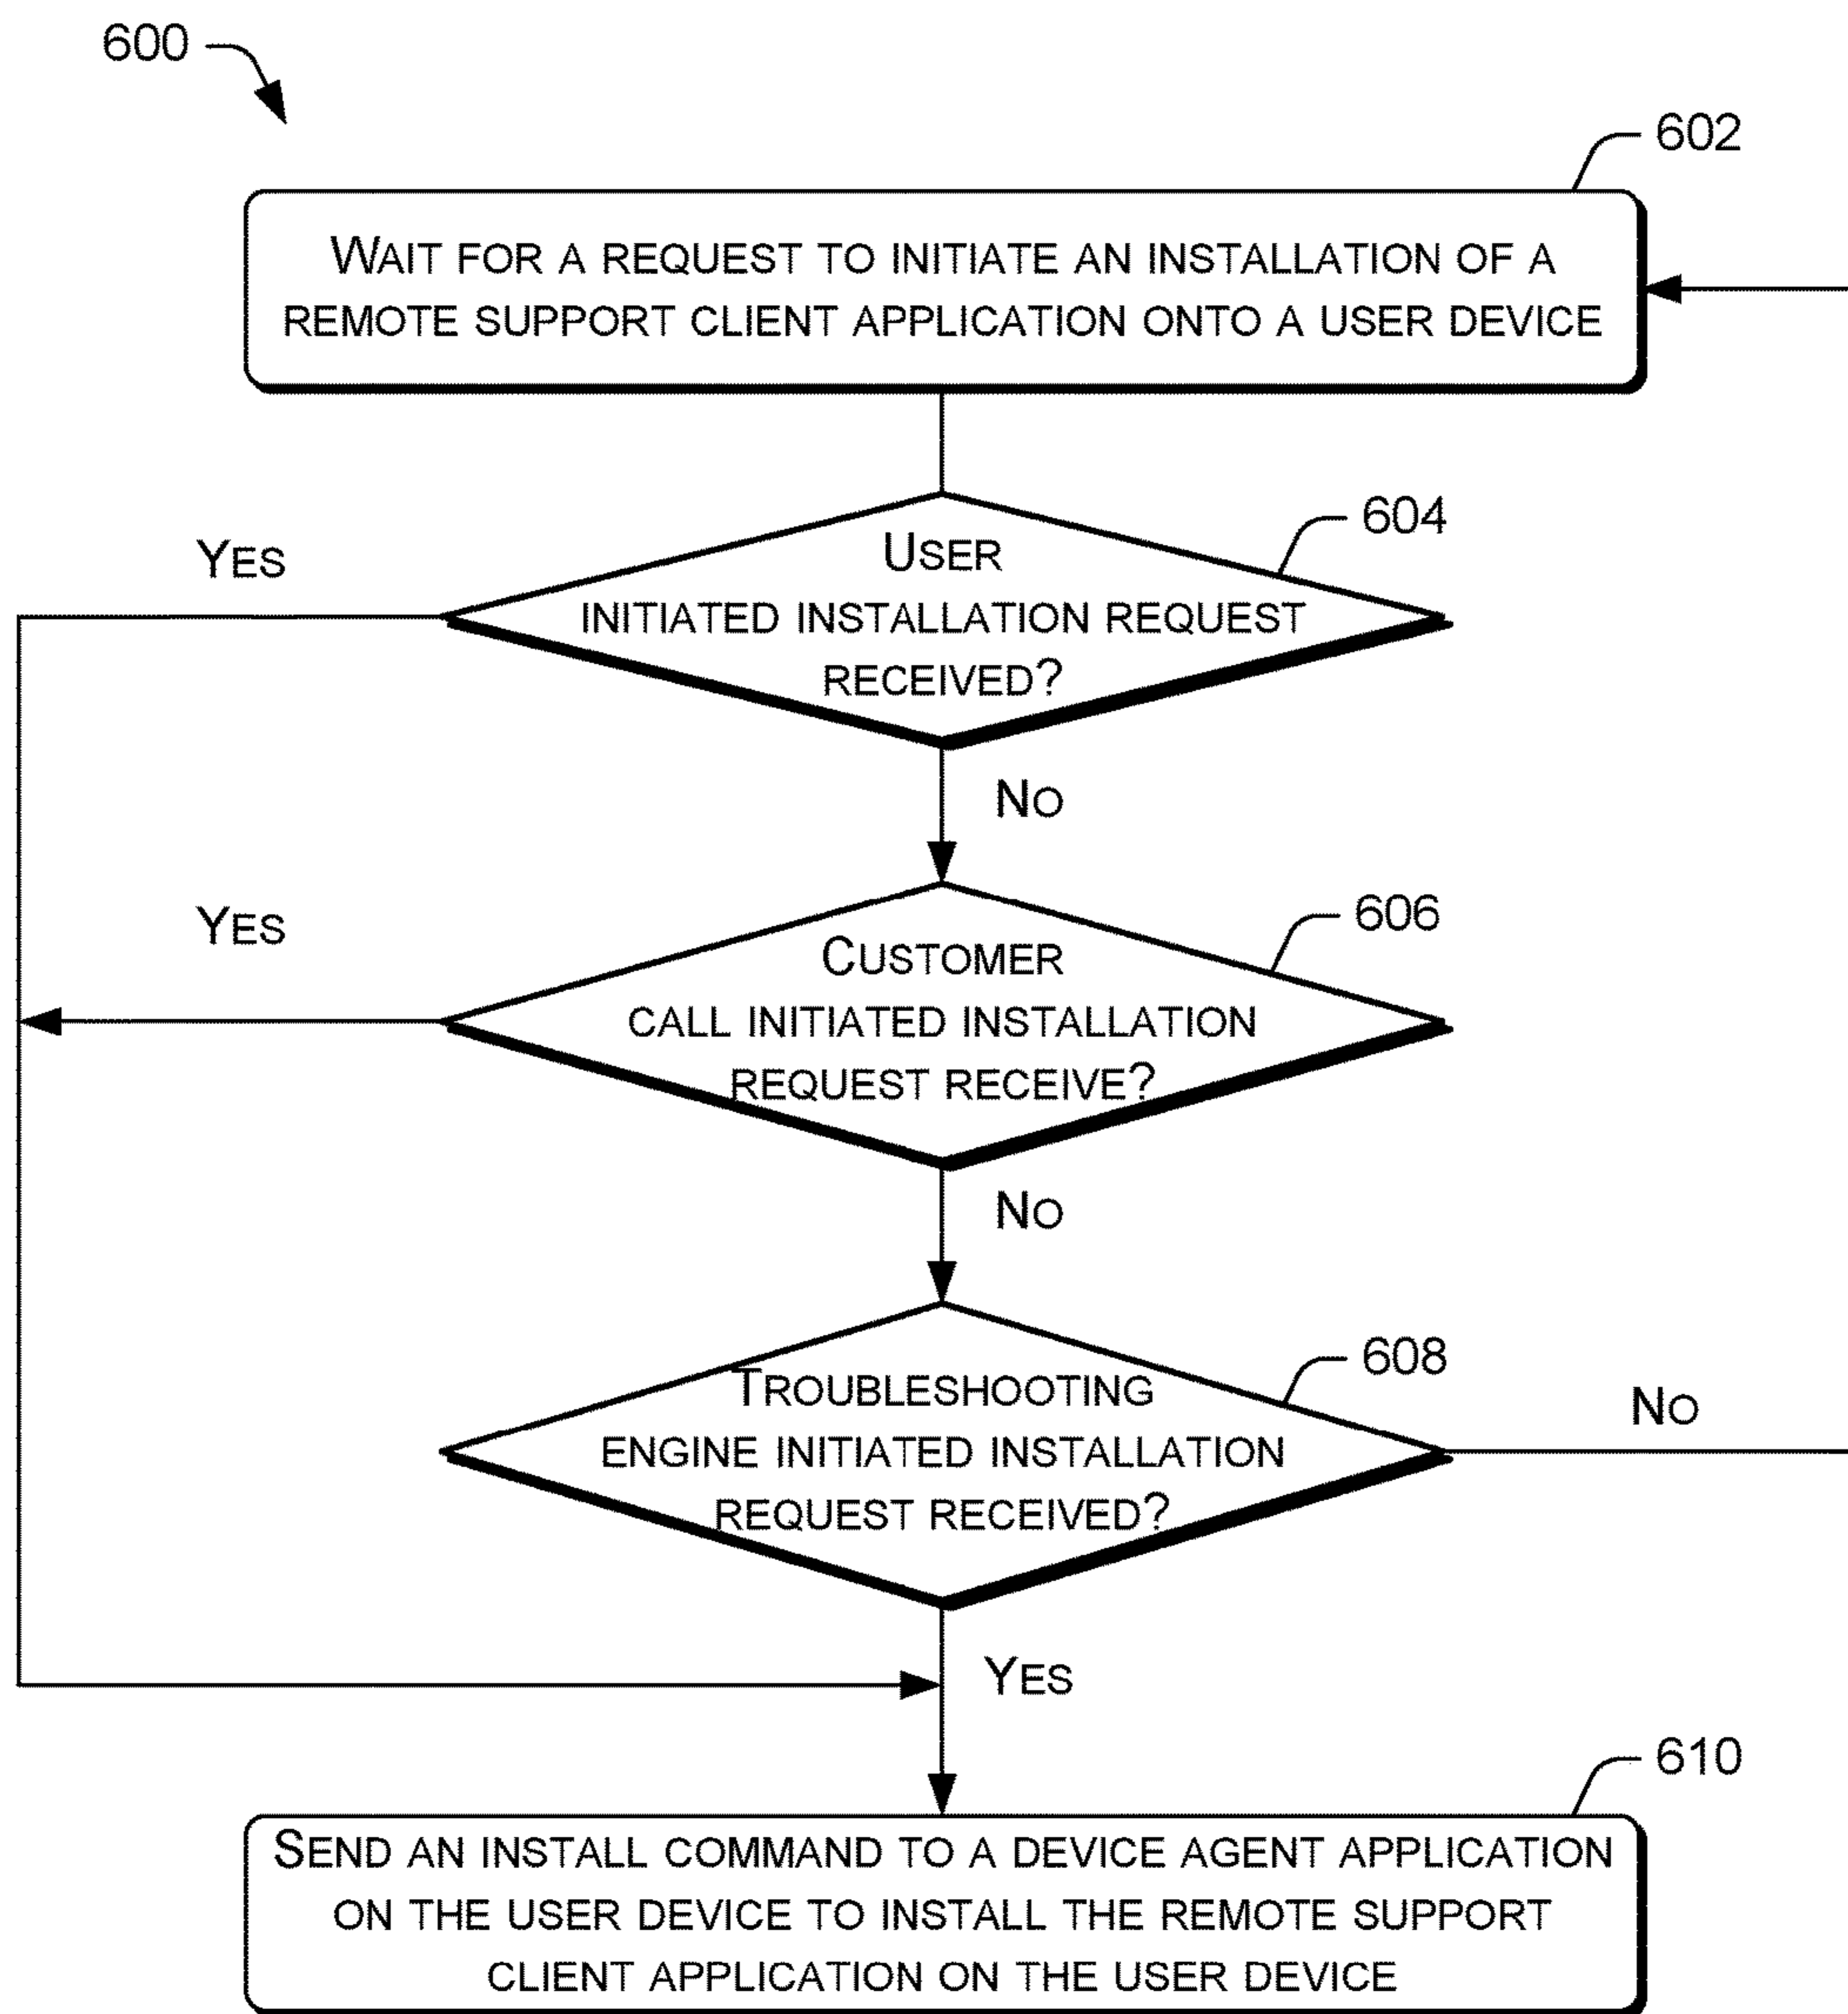 600
602
WAIT FOR A REQUEST TO INITIATE AN INSTALLATION OF A
REMOTE SUPPORT CLIENT APPLICATION ONTO A USER DEVICE
604
YES
USER
INITIATED INSTALLATION REQUEST
RECEIVED?
NO
606
YES
CUSTOMER
CALL INITIATED INSTALLATION
REQUEST RECEIVE?
NO
608
TROUBLESHOOTING
ENGINE INITIATED INSTALLATION
REQUEST RECEIVED?
NO
YES
610
SEND AN INSTALL COMMAND TO A DEVICE AGENT APPLICATION
ON THE USER DEVICE TO INSTALL THE REMOTE SUPPORT
CLIENT APPLICATION ON THE USER DEVICE